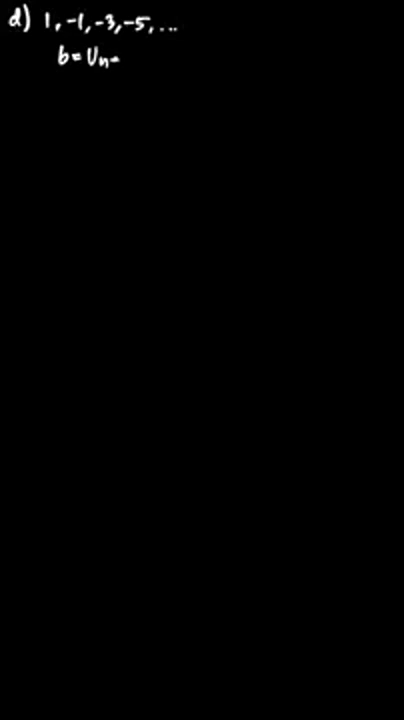 d) 1, -1, -3, -5, ...
b = Un-